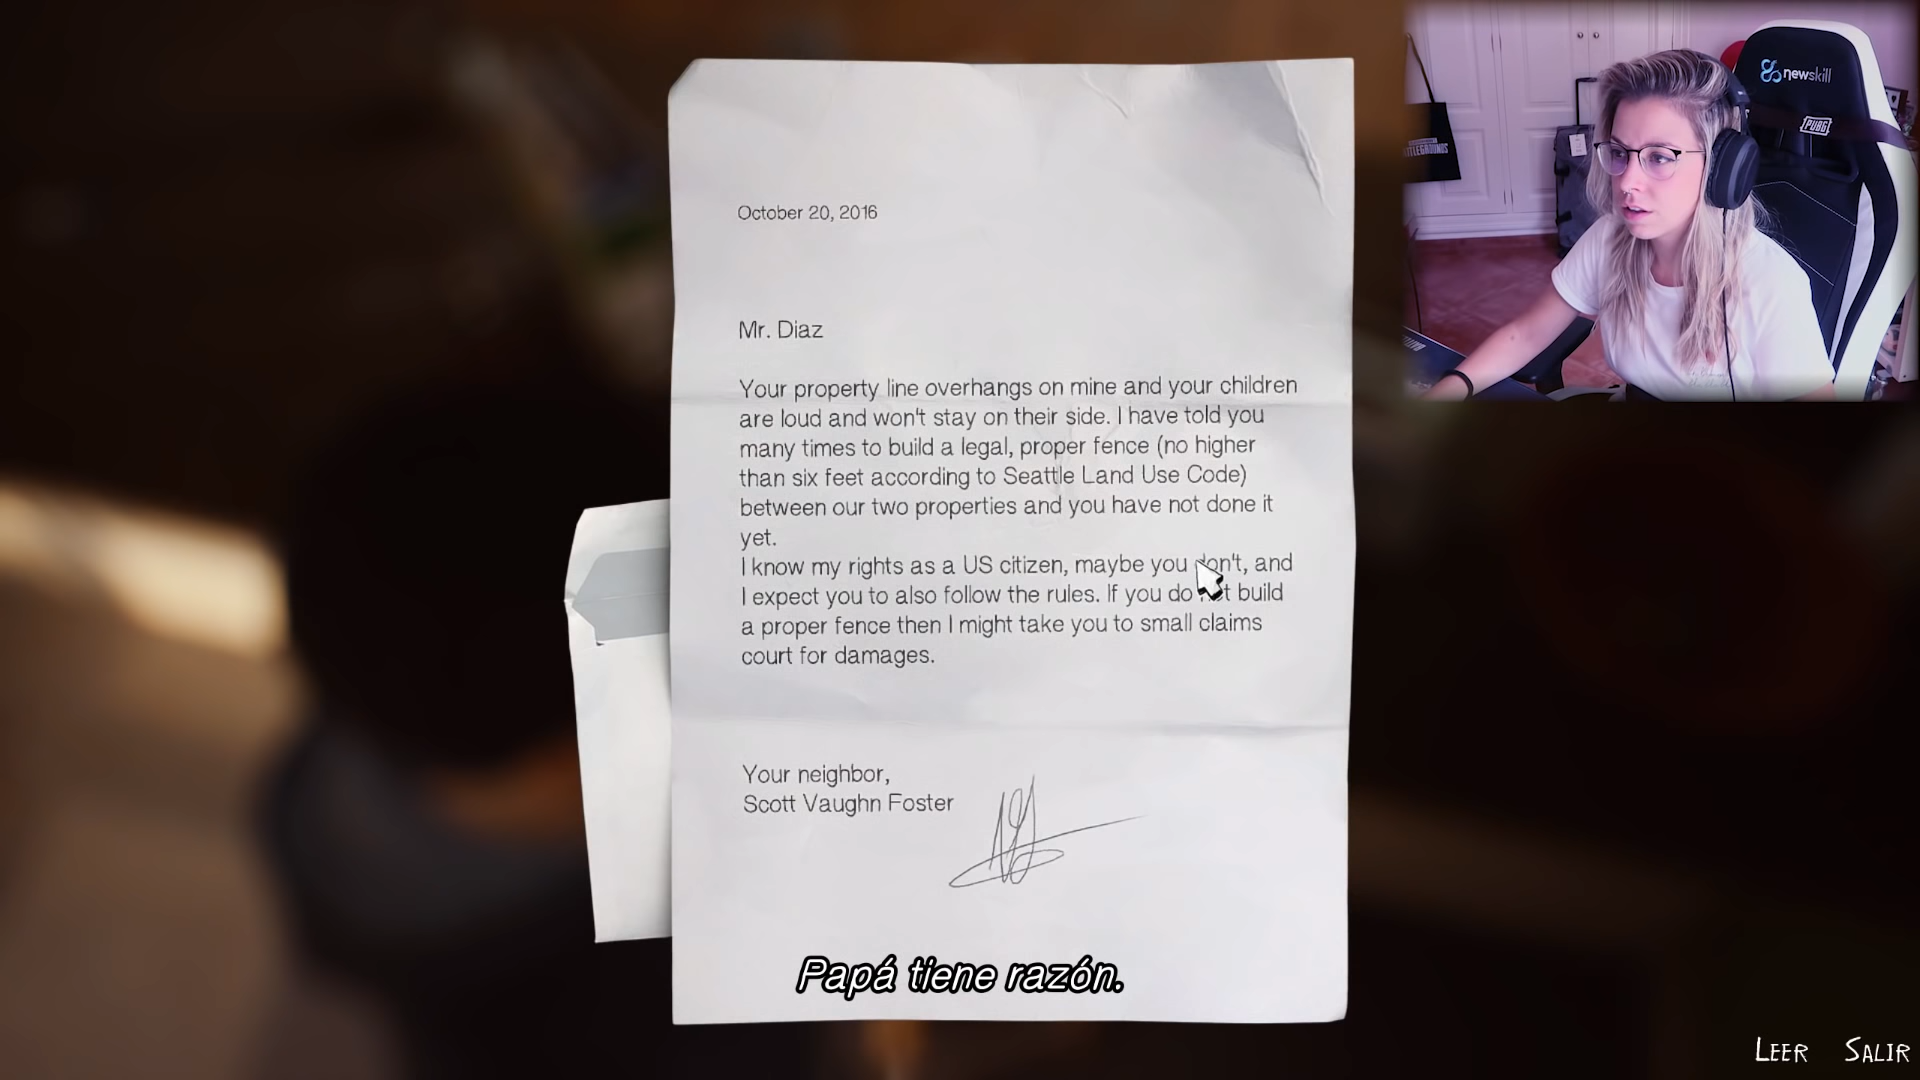 October 20, 2016
Mr. Diaz
Your property line overhangs on mine and your children
are loud and won't stay on their side. I have told you
many times to build a legal, proper fence (no higher
than six feet according to Seattle Land Use Code)
between our two properties and you have not done it
yet.
I know my rights as a US citizen, maybe you don't, and
I expect you to also follow the rules. If you do not build
a proper fence then I might take you to small claims
court for damages.
Your neighbor,
Scott Vaughn Foster
Papá tiene razón.
LEER SALIR
newskill
PUBG
BATTLEGROUNDS